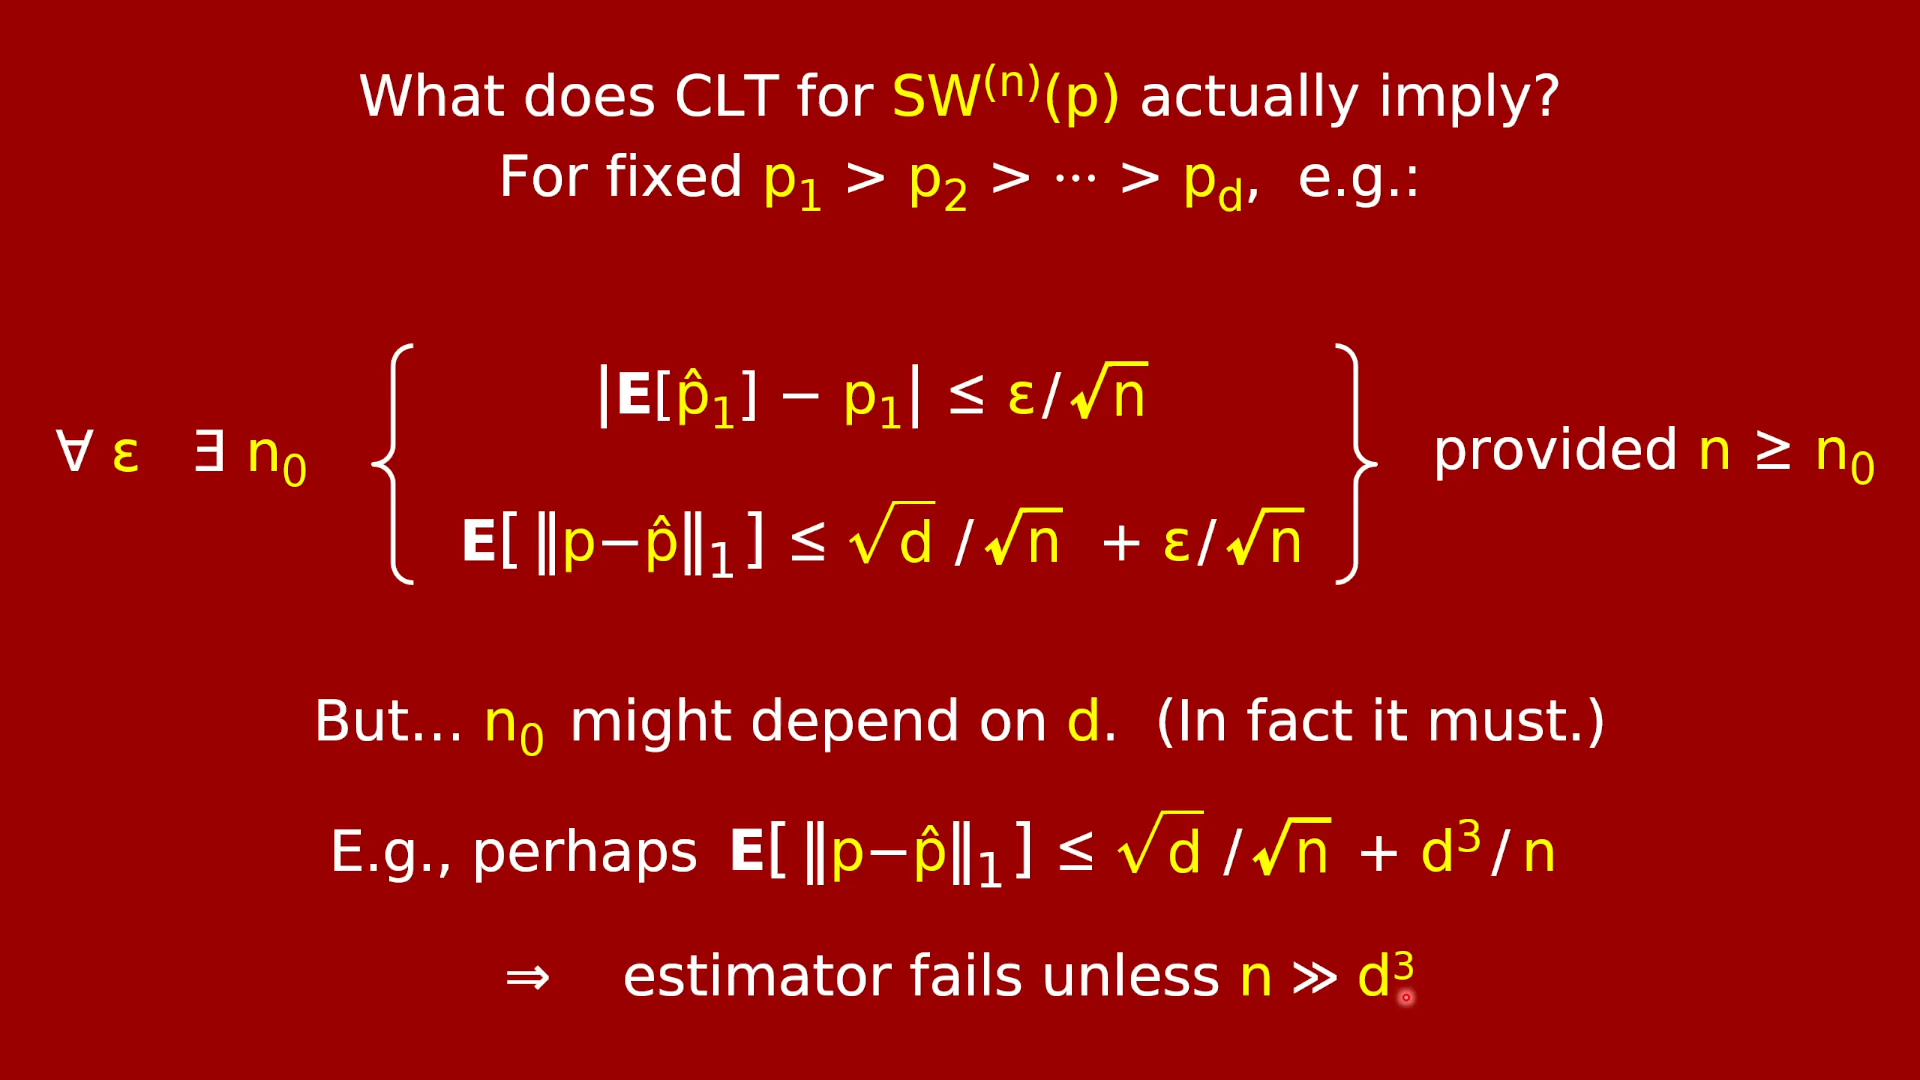 What does CLT for SW⁽ⁿ⁾(p) actually imply?
For fixed p₁ > p₂ > ··· > p_d, e.g.:
|E[p̂₁] − p₁| ≤ ε/√n
∀ ε ∃ n₀ { } provided n ≥ n₀
E[ ‖p−p̂‖₁ ] ≤ √d /√n + ε/√n
But... n₀ might depend on d. (In fact it must.)
E.g., perhaps E[ ‖p−p̂‖₁ ] ≤ √d /√n + d³/n
⇒ estimator fails unless n ≫ d³